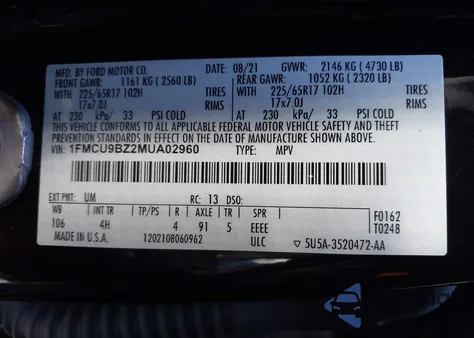 MFD. BY FORD MOTOR CO. DATE: 08/21 GVWR: 2146 KG (4730 LB)
FRONT GAWR: 1161 KG (2560 LB) REAR GAWR: 1052 KG (2320 LB)
WITH 225/65R17 102H TIRES WITH 225/65R17 102H TIRES
17x7.0J RIMS 17x7.0J RIMS
AT 230 kPa/ 33 PSI COLD AT 230 kPa/ 33 PSI COLD
THIS VEHICLE CONFORMS TO ALL APPLICABLE FEDERAL MOTOR VEHICLE SAFETY AND THEFT
PREVENTION STANDARDS IN EFFECT ON THE DATE OF MANUFACTURE SHOWN ABOVE.
VIN: 1FMCU9BZ2MUA02960 TYPE: MPV
EXT PNT: UM RC: 13 DSO: F0162
WB INT TR TP/PS R AXLE TR SPR T0248
106 4H 4 91 5 EEEE
MADE IN U.S.A. 1202108060962 ULC 5U5A-3520472-AA